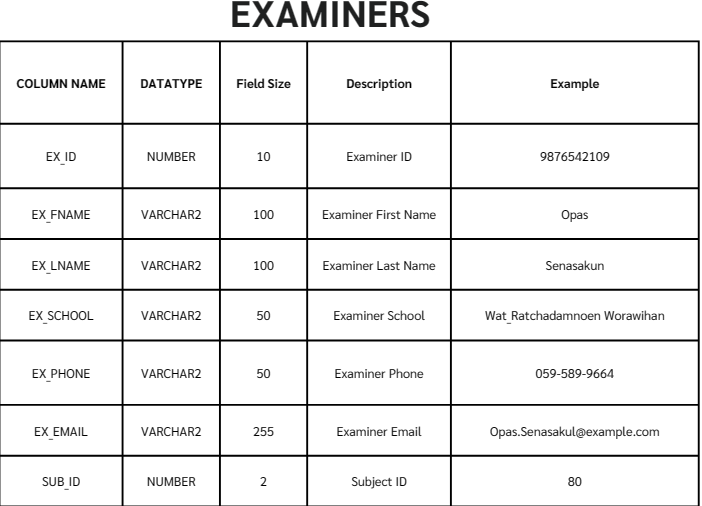 EXAMINERS
COLUMN NAME DATATYPE Field Size Description Example
EX_ID NUMBER 10 Examiner ID 9876542109
EX_FNAME VARCHAR2 100 Examiner First Name Opas
EX_LNAME VARCHAR2 100 Examiner Last Name Senasakun
EX_SCHOOL VARCHAR2 50 Examiner School Wat_Ratchadamnoen Worawihan
EX_PHONE VARCHAR2 50 Examiner Phone 059-589-9664
EX_EMAIL VARCHAR2 255 Examiner Email Opas.Senasakul@example.com
SUB_ID NUMBER 2 Subject ID 80